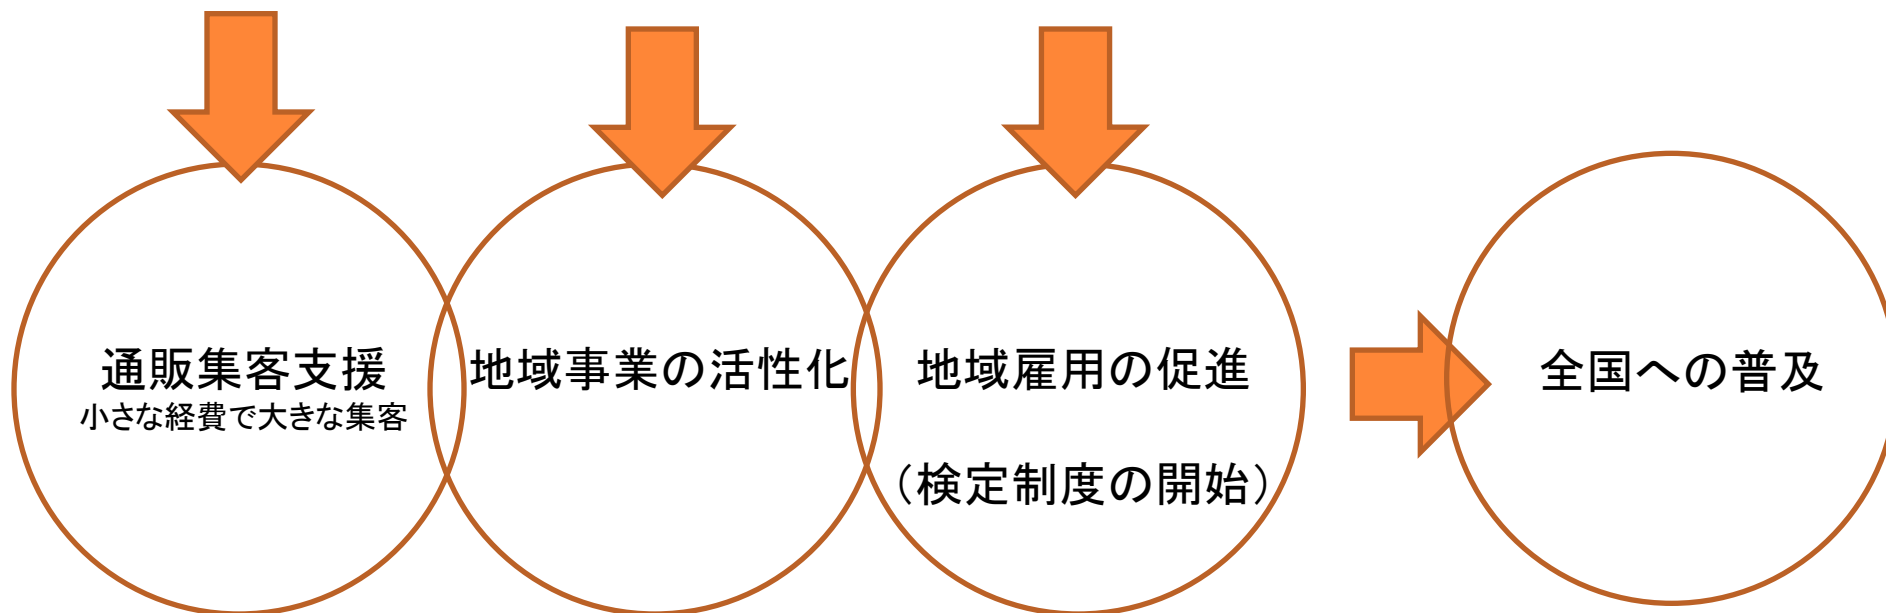 通販集客支援
小さな経費で大きな集客
地域事業の活性化
地域雇用の促進
（検定制度の開始）
全国への普及